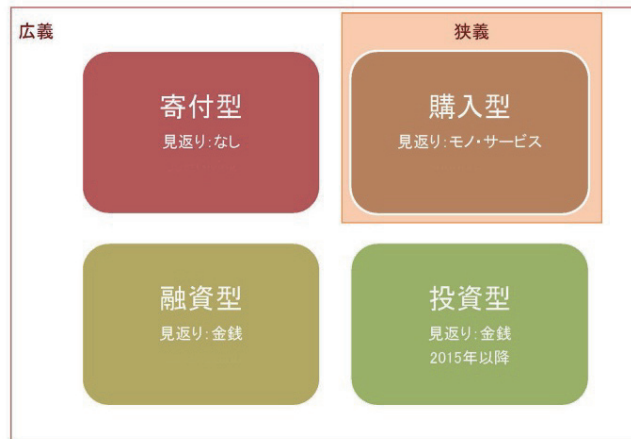 広義
狭義
寄付型
見返り:なし
購入型
見返り:モノ・サービス
融資型
見返り:金銭
投資型
見返り:金銭
2015年以降